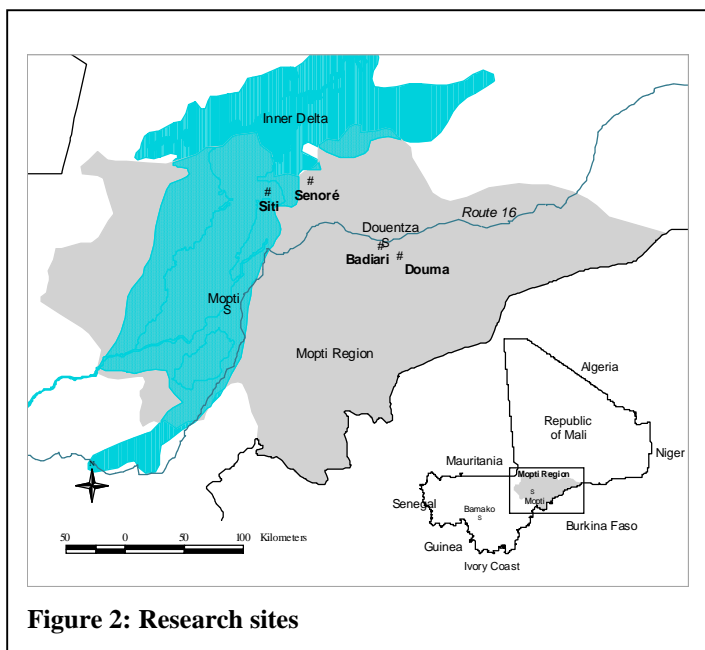 Inner Delta
#
#
Siti
Senoré
Route 16
Douentza
S
#
Badiari
#
Douma
Mopti
S
Mopti Region
N
50 0 50 100 Kilometers
Algeria
Republic
of Mali
Niger
Mauritania
Mopti Region
S
Mopti
Senegal
Bamako
S
Burkina Faso
Guinea
Ivory Coast
Figure 2: Research sites